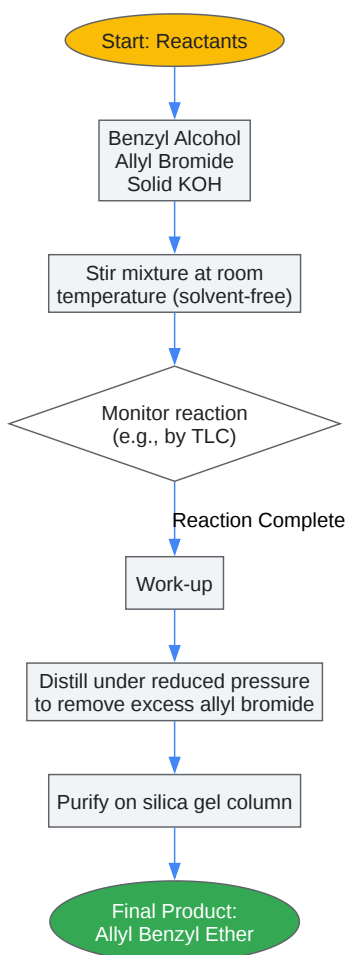 Start: Reactants
Benzyl Alcohol
Allyl Bromide
Solid KOH
Stir mixture at room
temperature (solvent-free)
Monitor reaction
(e.g., by TLC)
Reaction Complete
Work-up
Distill under reduced pressure
to remove excess allyl bromide
Purify on silica gel column
Final Product:
Allyl Benzyl Ether